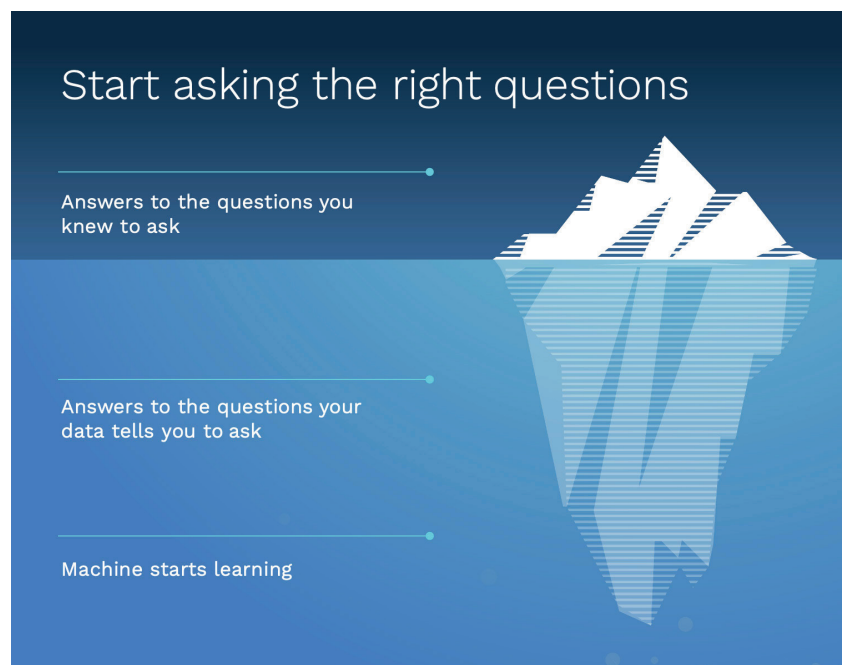 Start asking the right questions
Answers to the questions you
knew to ask
Answers to the questions your
data tells you to ask
Machine starts learning